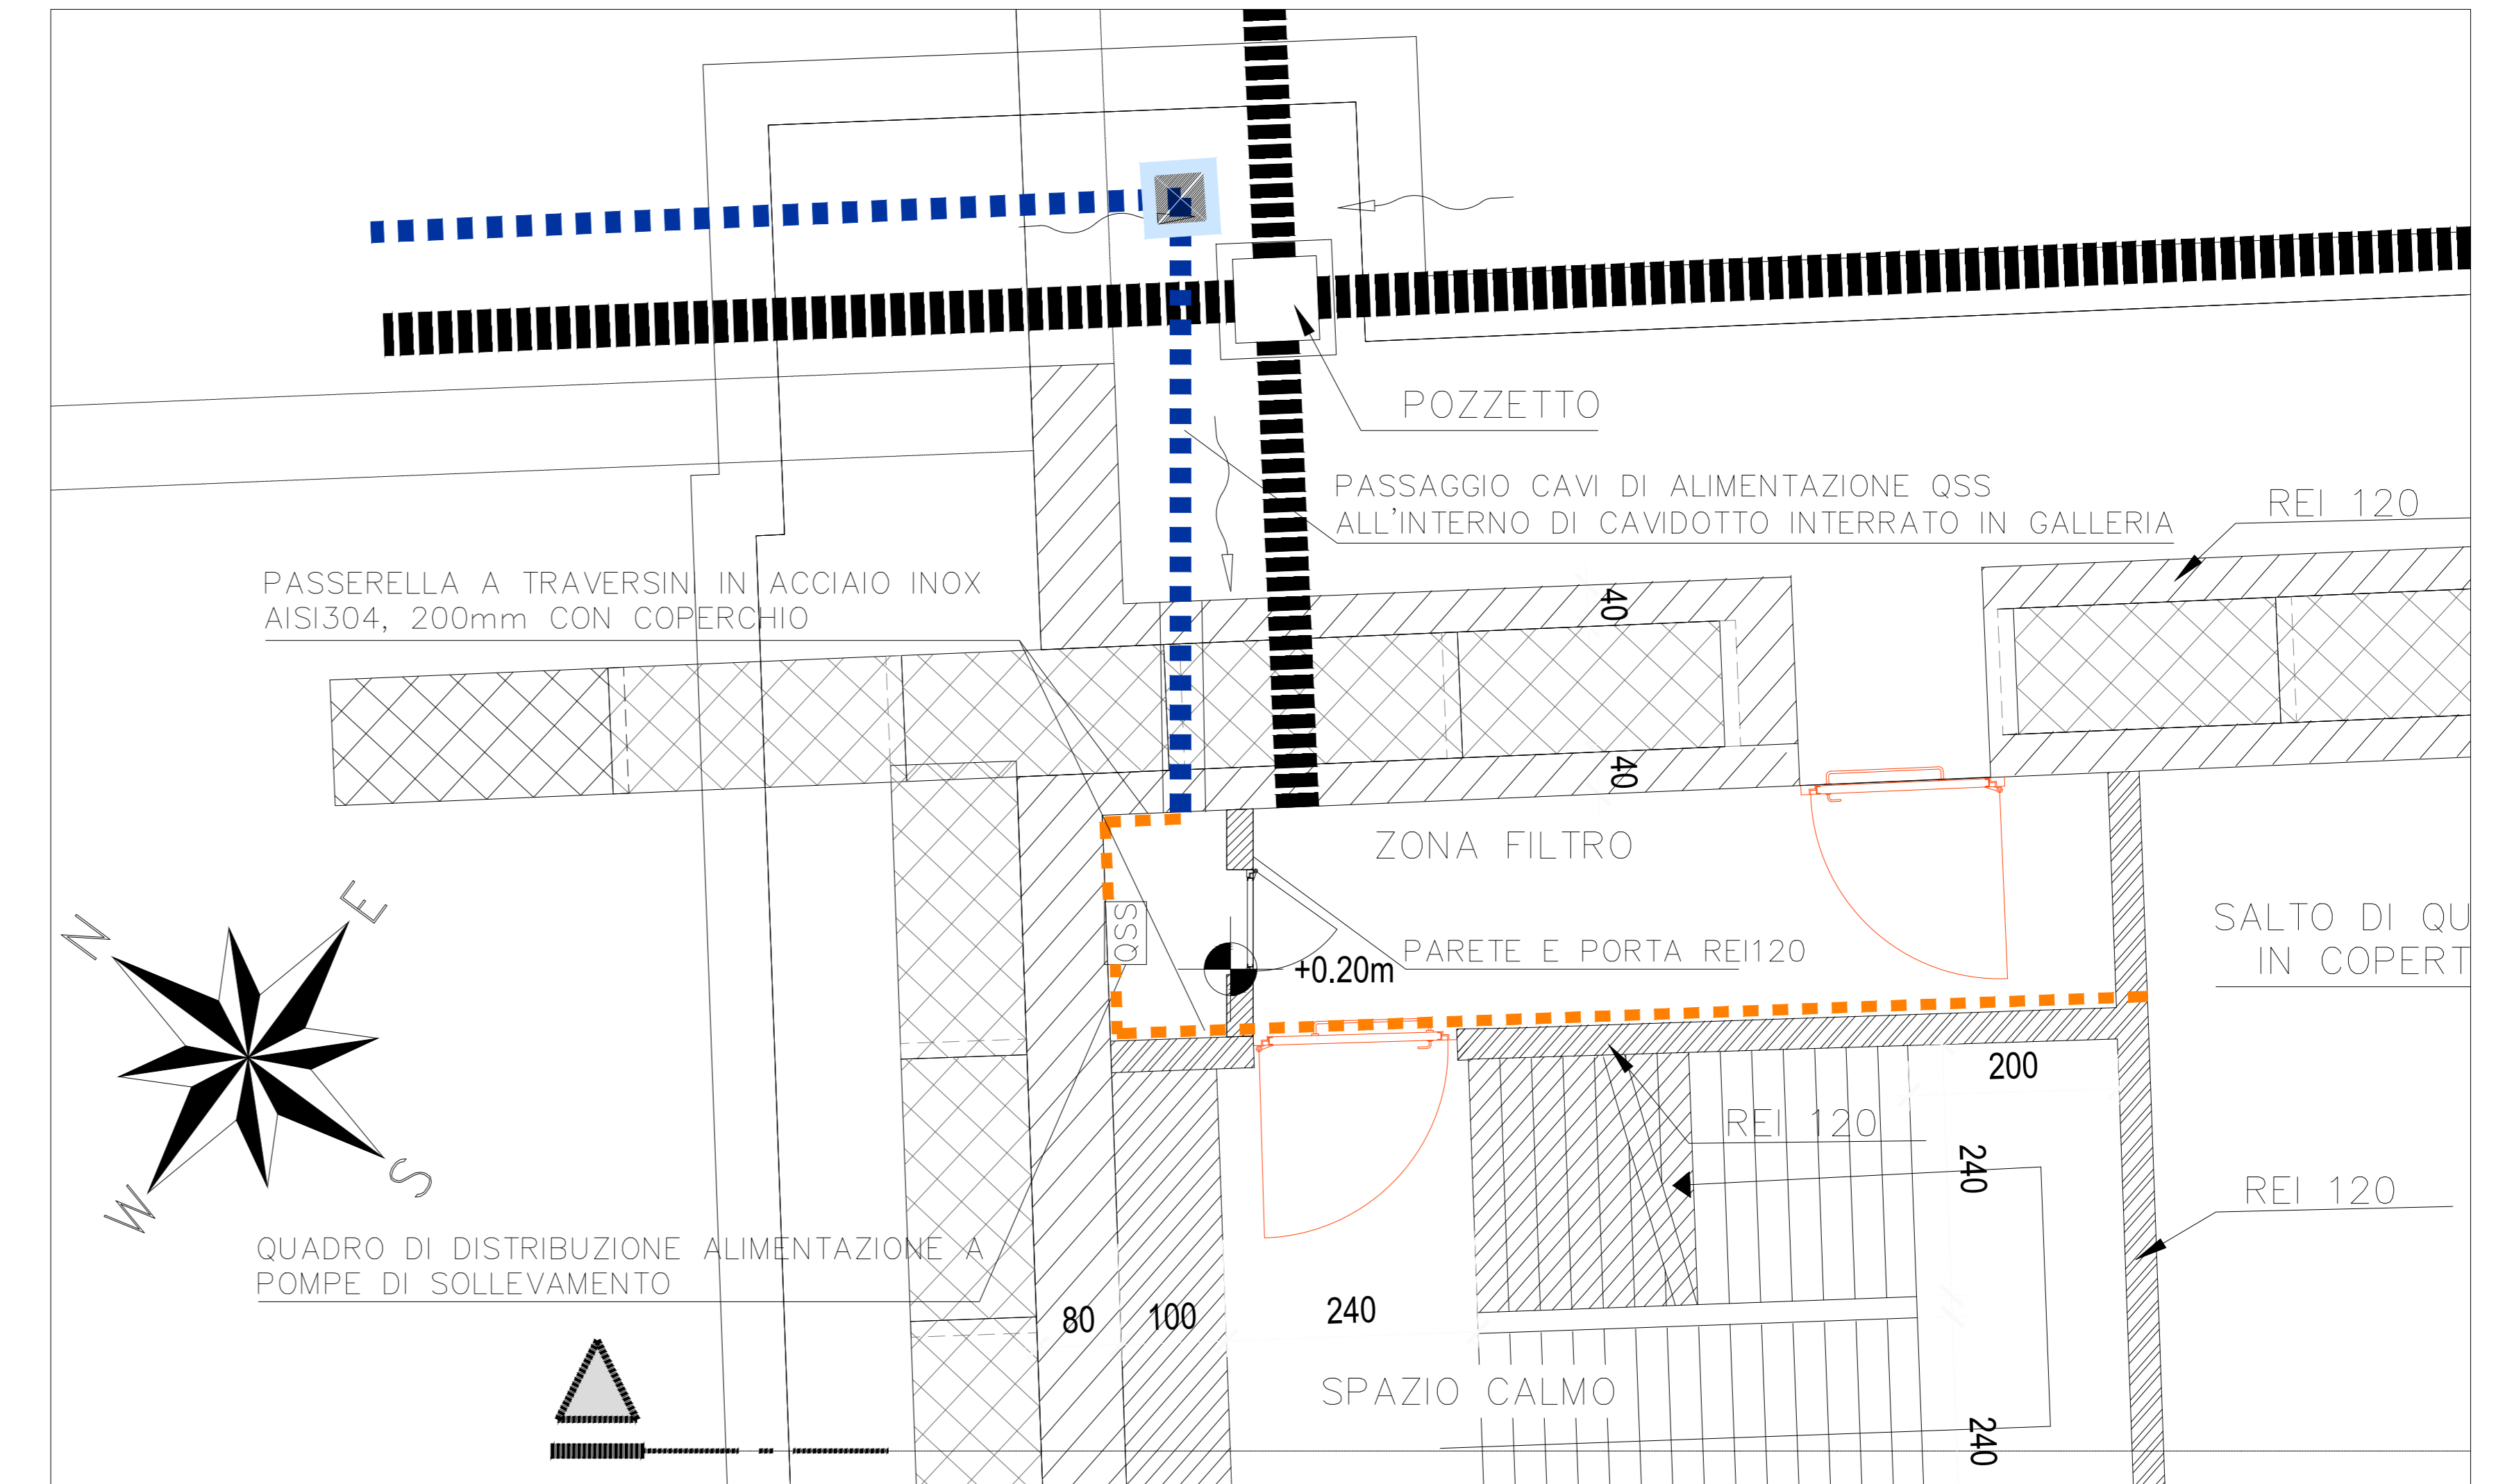 POZZETTO
PASSAGGIO CAVI DI ALIMENTAZIONE QSS
ALL'INTERNO DI CAVIDOTTO INTERRATO IN GALLERIA
REI 120
PASSERELLA A TRAVERSINI IN ACCIAIO INOX
AISI304, 200mm CON COPERCHIO
40
40
ZONA FILTRO
QSS
PARETE E PORTA REI120
+0.20m
SALTO DI QU
IN COPERT
N
E
W
S
200
REI 120
240
REI 120
QUADRO DI DISTRIBUZIONE ALIMENTAZIONE A
POMPE DI SOLLEVAMENTO
80
100
240
SPAZIO CALMO
240